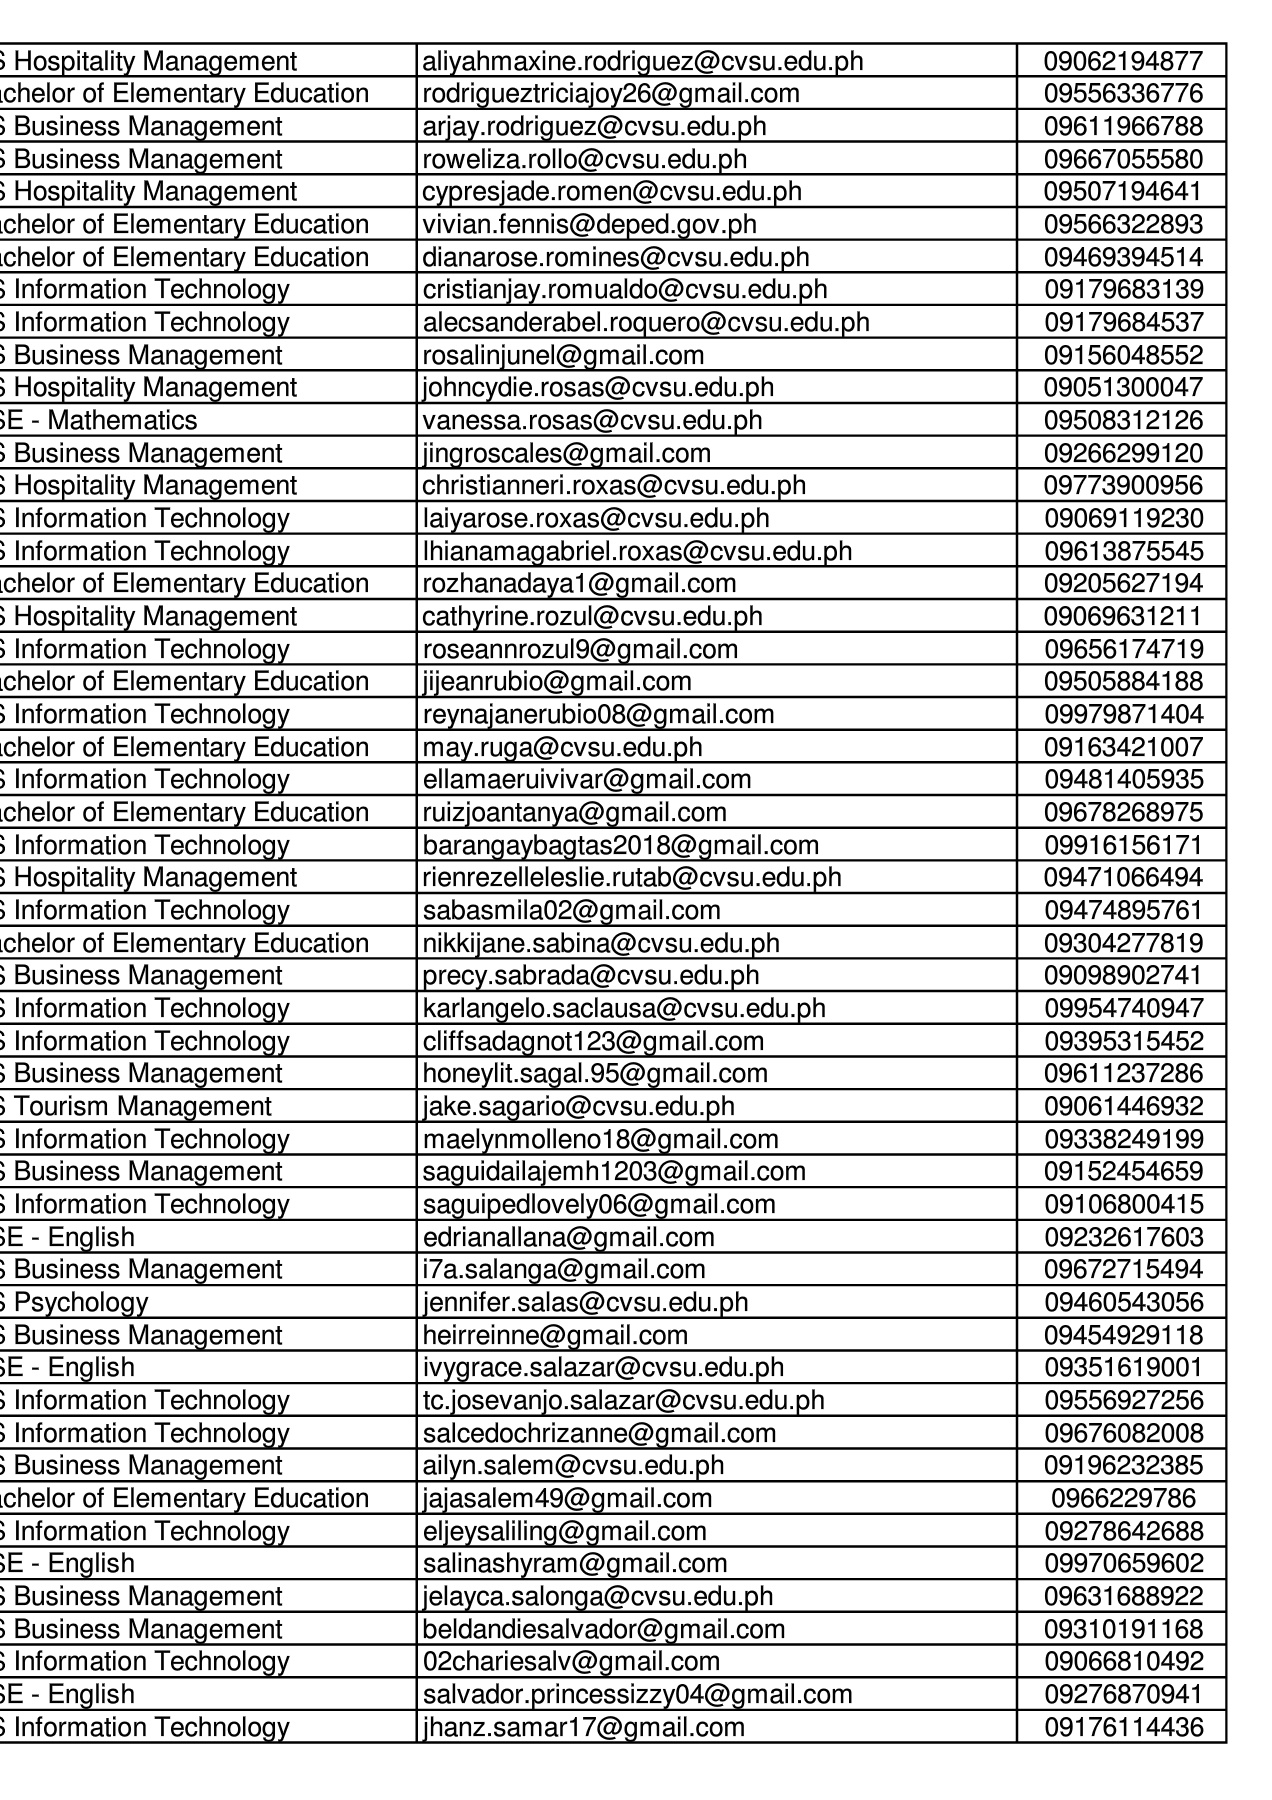 S Hospitality Management aliyahmaxine.rodriguez@cvsu.edu.ph 09062194877
achelor of Elementary Education rodrigueztriciajoy26@gmail.com 09556336776
S Business Management arjay.rodriguez@cvsu.edu.ph 09611966788
S Business Management roweliza.rollo@cvsu.edu.ph 09667055580
S Hospitality Management cypresjade.romen@cvsu.edu.ph 09507194641
achelor of Elementary Education vivian.fennis@deped.gov.ph 09566322893
achelor of Elementary Education dianarose.romines@cvsu.edu.ph 09469394514
S Information Technology cristianjay.romualdo@cvsu.edu.ph 09179683139
S Information Technology alecsanderabel.roquero@cvsu.edu.ph 09179684537
S Business Management rosalinjunel@gmail.com 09156048552
S Hospitality Management johncydie.rosas@cvsu.edu.ph 09051300047
SE - Mathematics vanessa.rosas@cvsu.edu.ph 09508312126
S Business Management jingroscales@gmail.com 09266299120
S Hospitality Management christianneri.roxas@cvsu.edu.ph 09773900956
S Information Technology laiyarose.roxas@cvsu.edu.ph 09069119230
S Information Technology lhianamagabriel.roxas@cvsu.edu.ph 09613875545
achelor of Elementary Education rozhanadaya1@gmail.com 09205627194
S Hospitality Management cathyrine.rozul@cvsu.edu.ph 09069631211
S Information Technology roseannrozul9@gmail.com 09656174719
achelor of Elementary Education jijeanrubio@gmail.com 09505884188
S Information Technology reynajanerubio08@gmail.com 09979871404
achelor of Elementary Education may.ruga@cvsu.edu.ph 09163421007
S Information Technology ellamaeruivivar@gmail.com 09481405935
achelor of Elementary Education ruizjoantanya@gmail.com 09678268975
S Information Technology barangaybagtas2018@gmail.com 09916156171
S Hospitality Management rienrezelleleslie.rutab@cvsu.edu.ph 09471066494
S Information Technology sabasmila02@gmail.com 09474895761
achelor of Elementary Education nikkijane.sabina@cvsu.edu.ph 09304277819
S Business Management precy.sabrada@cvsu.edu.ph 09098902741
S Information Technology karlangelo.saclausa@cvsu.edu.ph 09954740947
S Information Technology cliffsadagnot123@gmail.com 09395315452
S Business Management honeylit.sagal.95@gmail.com 09611237286
S Tourism Management jake.sagario@cvsu.edu.ph 09061446932
S Information Technology maelynmolleno18@gmail.com 09338249199
S Business Management saguidailajemh1203@gmail.com 09152454659
S Information Technology saguipedlovely06@gmail.com 09106800415
SE - English edrianallana@gmail.com 09232617603
S Business Management i7a.salanga@gmail.com 09672715494
S Psychology jennifer.salas@cvsu.edu.ph 09460543056
S Business Management heirreinne@gmail.com 09454929118
SE - English ivygrace.salazar@cvsu.edu.ph 09351619001
S Information Technology tc.josevanjo.salazar@cvsu.edu.ph 09556927256
S Information Technology salcedochrizanne@gmail.com 09676082008
S Business Management ailyn.salem@cvsu.edu.ph 09196232385
achelor of Elementary Education jajasalem49@gmail.com 0966229786
S Information Technology eljeysaliling@gmail.com 09278642688
SE - English salinashyram@gmail.com 09970659602
S Business Management jelayca.salonga@cvsu.edu.ph 09631688922
S Business Management beldandiesalvador@gmail.com 09310191168
S Information Technology 02chariesalv@gmail.com 09066810492
SE - English salvador.princessizzy04@gmail.com 09276870941
S Information Technology jhanz.samar17@gmail.com 09176114436